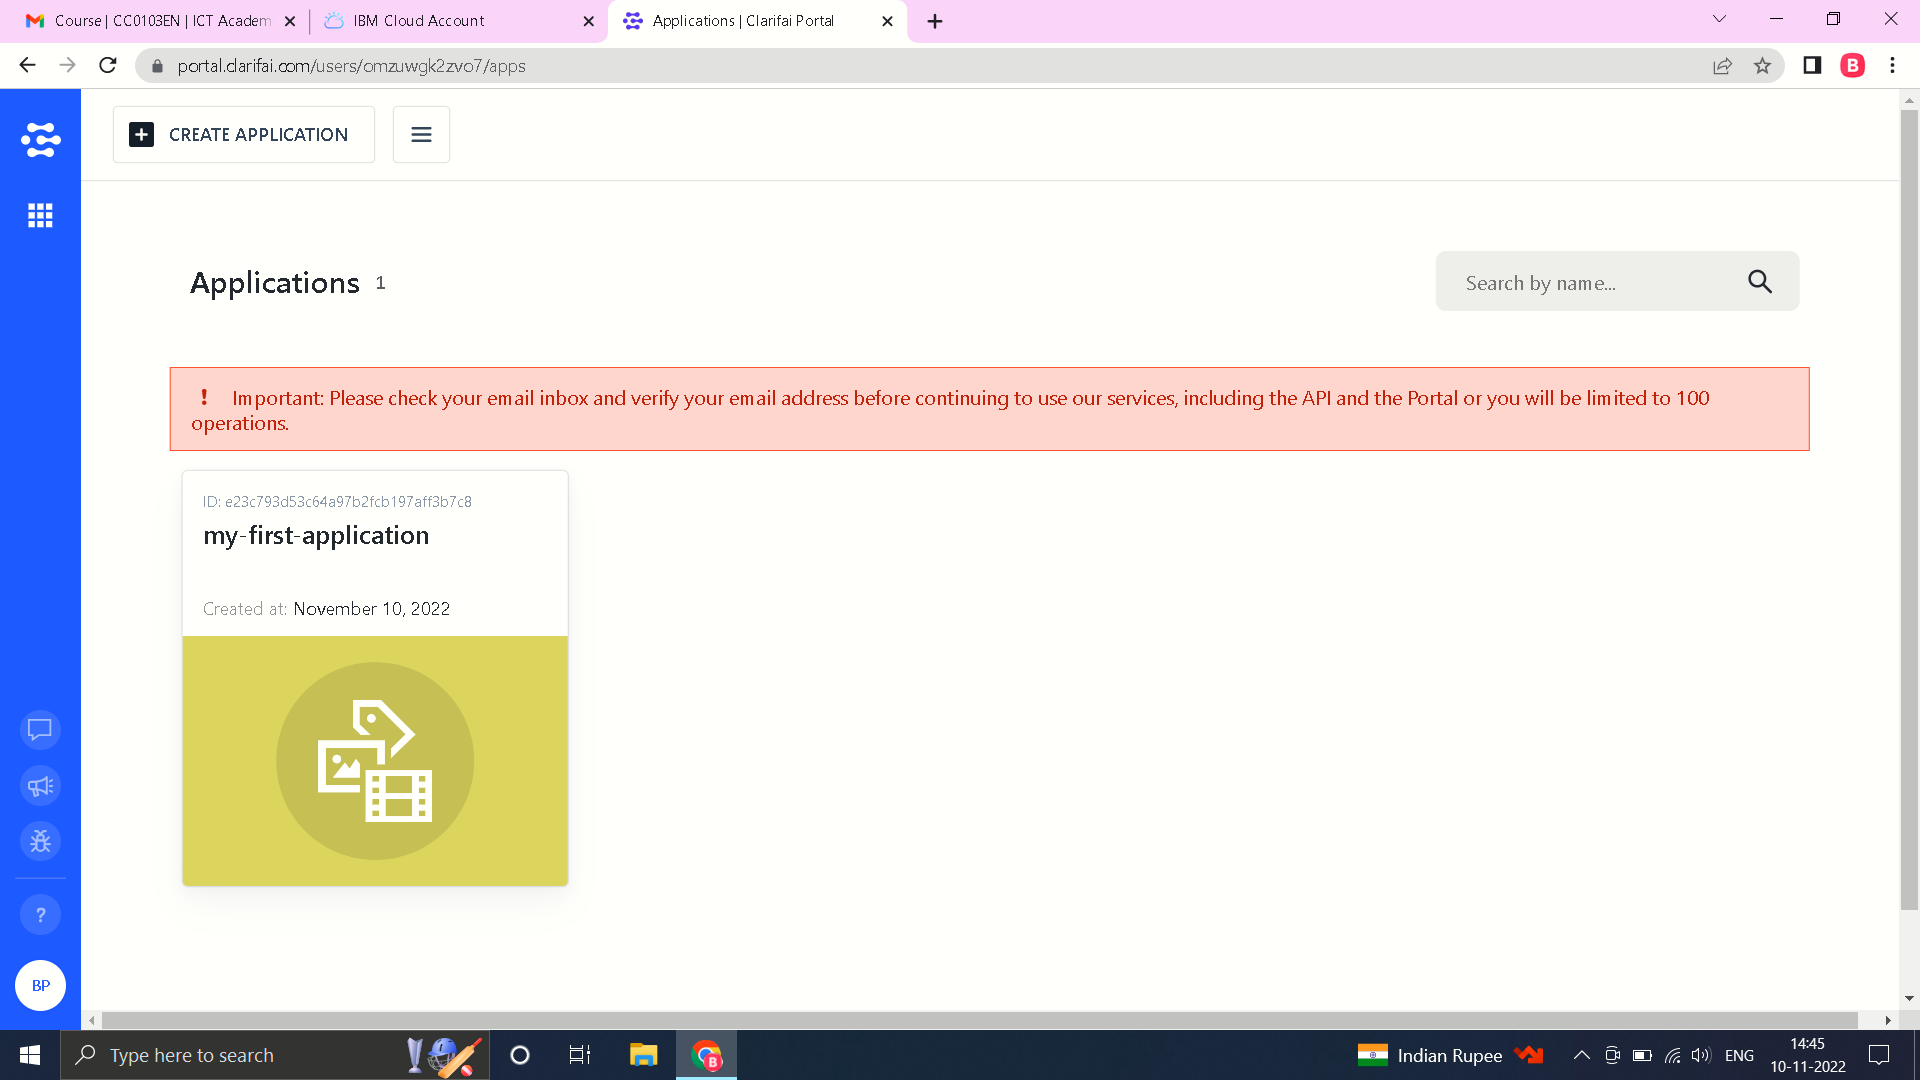 Course | CC0103EN | ICT Academ
IBM Cloud Account
Applications | Clarifai Portal
portal.clarifai.com/users/omzuwgk2zvo7/apps
B
CREATE APPLICATION
Applications 1
Search by name...
! Important: Please check your email inbox and verify your email address before continuing to use our services, including the API and the Portal or you will be limited to 100
operations.
ID: e23c793d53c64a97b2fcb197aff3b7c8
my-first-application
Created at: November 10, 2022
?
BP
Type here to search
B
Indian Rupee
ENG
14:45
10-11-2022